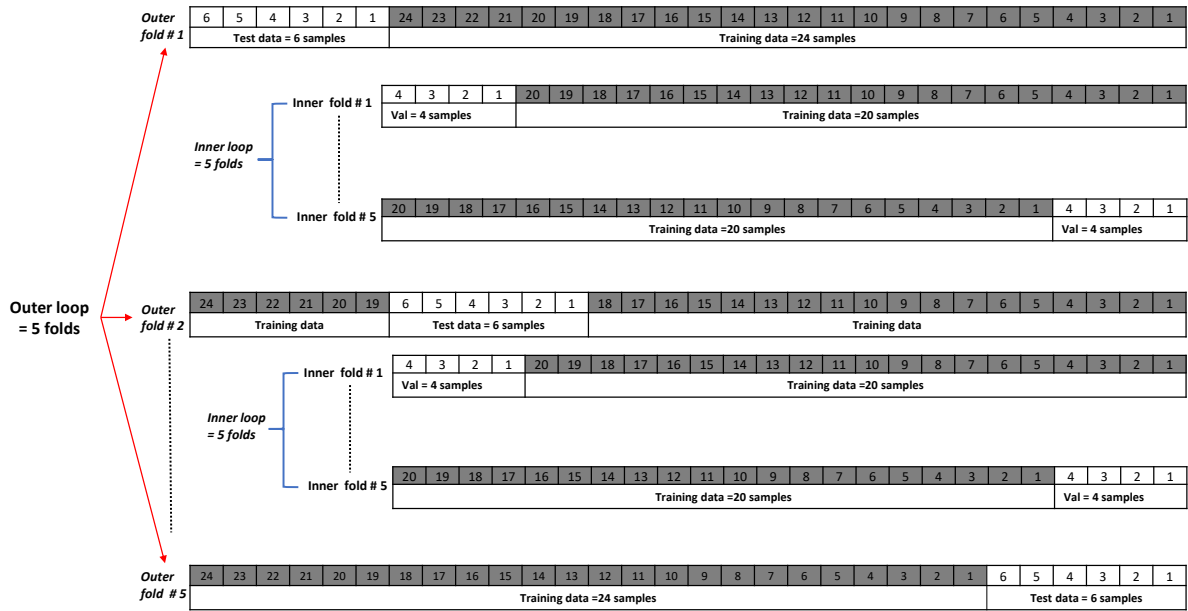 Outer
fold # 1
6 5 4 3 2 1 24 23 22 21 20 19 18 17 16 15 14 13 12 11 10 9 8 7 6 5 4 3 2 1
Test data = 6 samples Training data =24 samples
Inner fold # 1
4 3 2 1 20 19 18 17 16 15 14 13 12 11 10 9 8 7 6 5 4 3 2 1
Val = 4 samples Training data =20 samples
Inner loop
= 5 folds
Inner fold # 5
20 19 18 17 16 15 14 13 12 11 10 9 8 7 6 5 4 3 2 1 4 3 2 1
Training data =20 samples Val = 4 samples
Outer loop
= 5 folds
Outer
fold # 2
24 23 22 21 20 19 6 5 4 3 2 1 18 17 16 15 14 13 12 11 10 9 8 7 6 5 4 3 2 1
Training data Test data = 6 samples Training data
Inner fold # 1
4 3 2 1 20 19 18 17 16 15 14 13 12 11 10 9 8 7 6 5 4 3 2 1
Val = 4 samples Training data =20 samples
Inner loop
= 5 folds
Inner fold # 5
20 19 18 17 16 15 14 13 12 11 10 9 8 7 6 5 4 3 2 1 4 3 2 1
Training data =20 samples Val = 4 samples
Outer
fold # 5
24 23 22 21 20 19 18 17 16 15 14 13 12 11 10 9 8 7 6 5 4 3 2 1 6 5 4 3 2 1
Training data =24 samples Test data = 6 samples